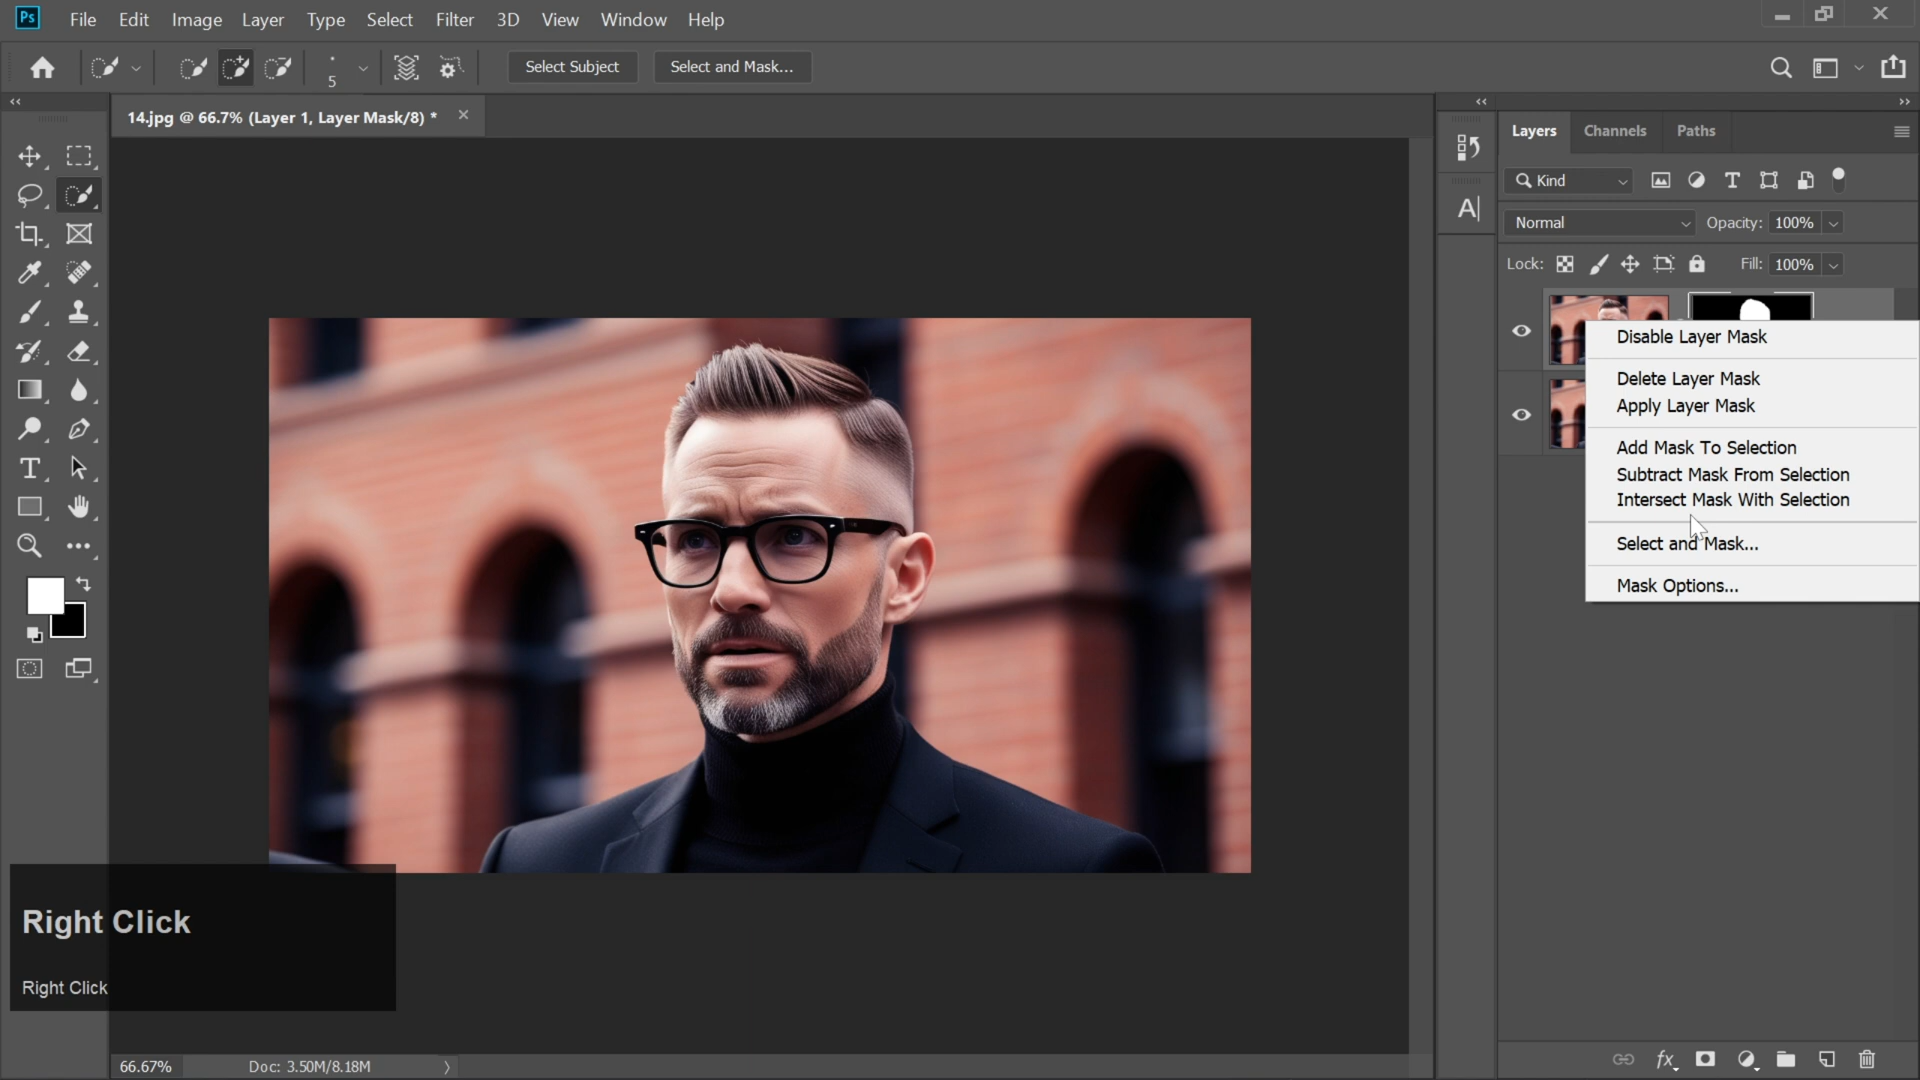 Ps File Edit Image Layer Type Select Filter 3D View Window Help
5 Select Subject Select and Mask...
14.jpg @ 66.7% (Layer 1, Layer Mask/8) *
Layers Channels Paths
Kind
Normal Opacity: 100%
Lock: Fill: 100%
Disable Layer Mask
Delete Layer Mask
Apply Layer Mask
Add Mask To Selection
Subtract Mask From Selection
Intersect Mask With Selection
Select and Mask...
Mask Options...
Right Click
Right Click
66.67% Doc: 3.50M/8.18M
fx